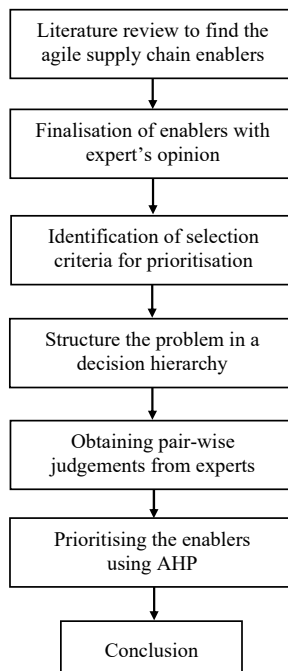 Literature review to find the
agile supply chain enablers
Finalisation of enablers with
expert’s opinion
Identification of selection
criteria for prioritisation
Structure the problem in a
decision hierarchy
Obtaining pair-wise
judgements from experts
Prioritising the enablers
using AHP
Conclusion